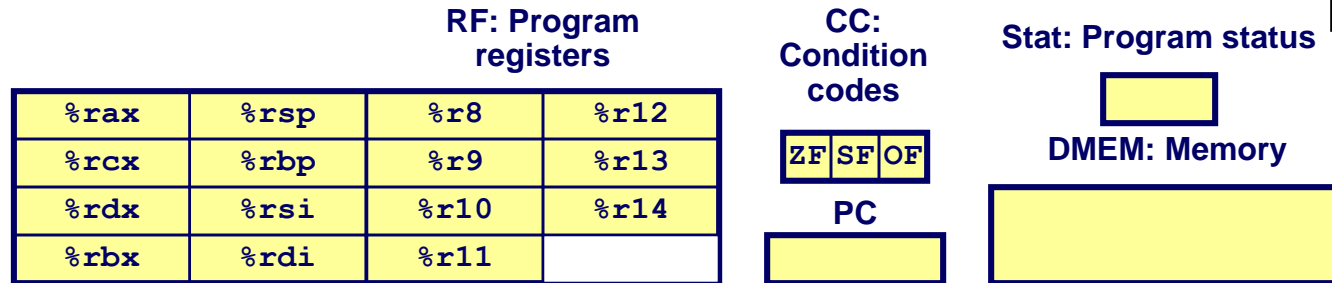 RF: Program
registers
CC:
Condition
codes
Stat: Program status
%rax %rsp %r8 %r12
%rcx %rbp %r9 %r13
%rdx %rsi %r10 %r14
%rbx %rdi %r11
ZF SF OF
PC
DMEM: Memory